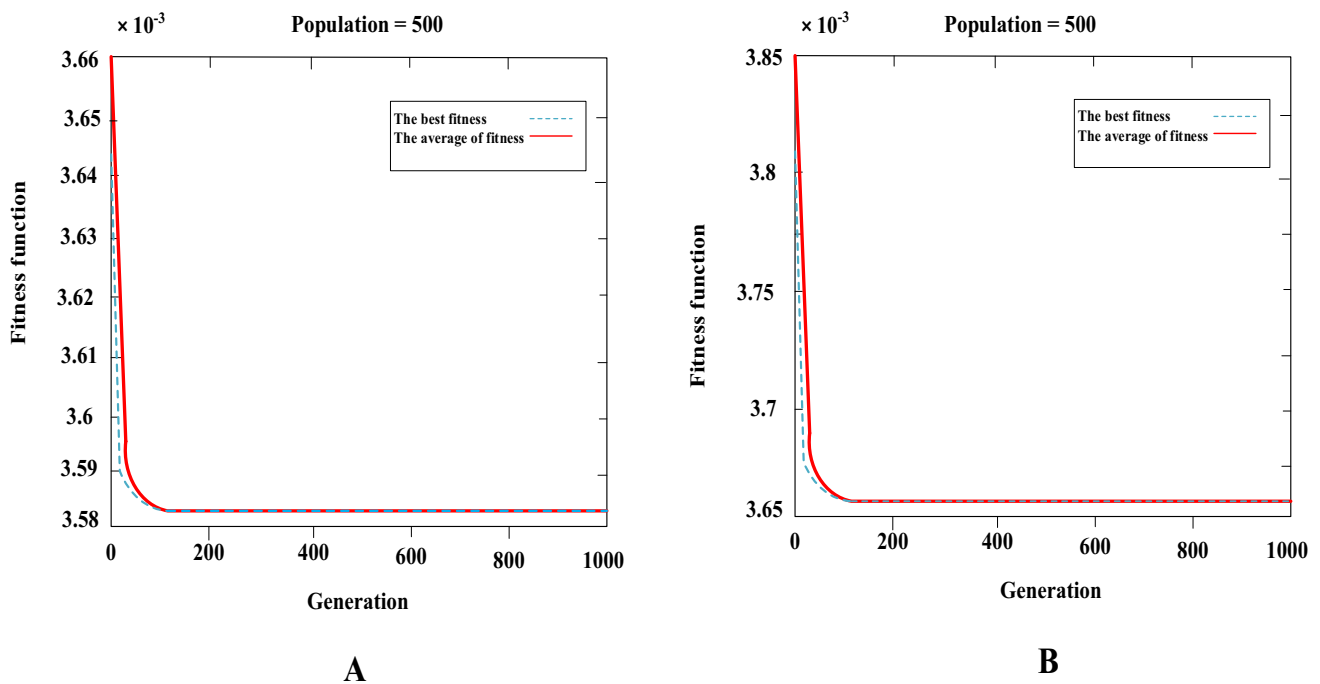 × 10-3
Population = 500
3.66
3.65
3.64
3.63
3.62
3.61
3.6
3.59
3.58
Fitness function
The best fitness
The average of fitness
0
200
400
600
800
1000
Generation
A
× 10-3
Population = 500
3.85
3.8
3.75
3.7
3.65
Fitness function
The best fitness
The average of fitness
0
200
400
600
800
1000
Generation
B